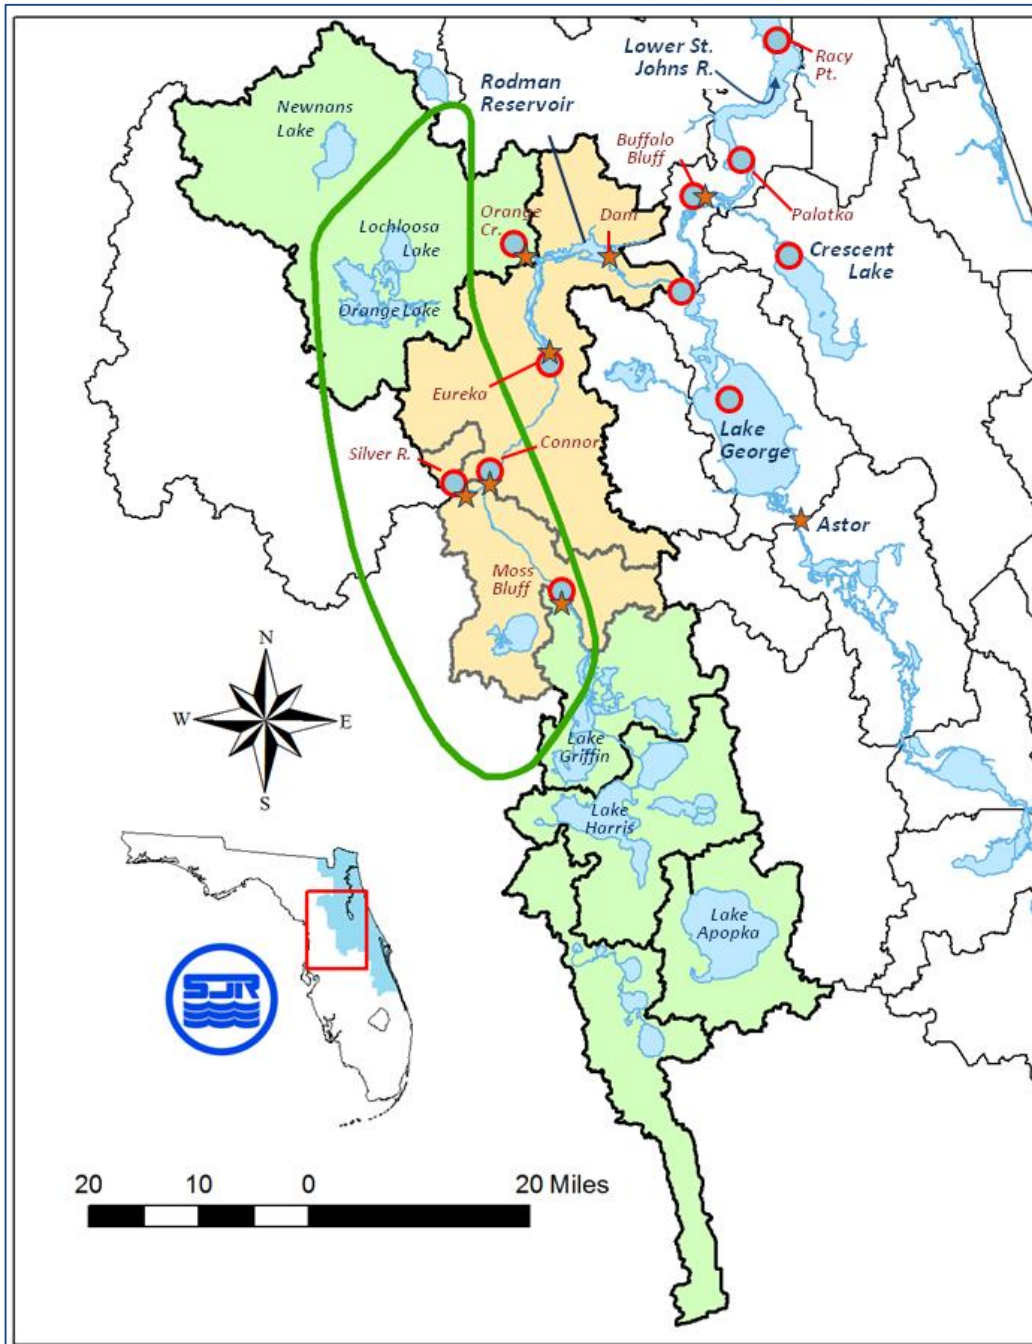 Lower St.
Johns R.
Racy
Pt.
Rodman
Reservoir
Newnans
Lake
Buffalo
Bluff
Orange
Cr.
Dam
Palatka
Lochloosa
Lake
Crescent
Lake
Orange Lake
Eureka
Lake
George
Silver R.
Connor
Astor
Moss
Bluff
N
W
E
S
Lake
Griffin
Lake
Harris
Lake
Apopka
SJR
20 10 0 20 Miles